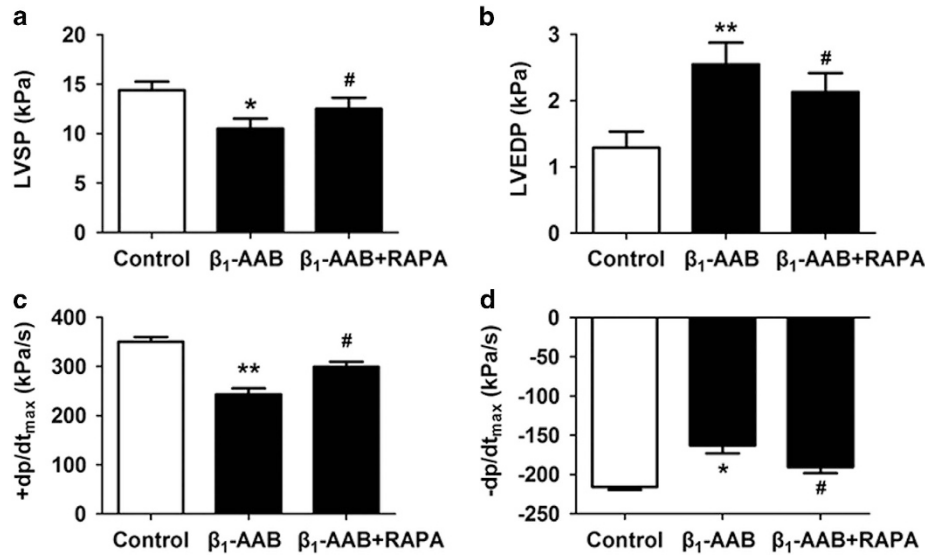 a
LVSP (kPa)
20
15
10
5
0
*
#
Control β₁-AAB β₁-AAB+RAPA
b
LVEDP (kPa)
3
2
1
0
**
#
Control β₁-AAB β₁-AAB+RAPA
c
+dp/dtmax (kPa/s)
400
300
200
100
0
**
#
Control β₁-AAB β₁-AAB+RAPA
d
-dp/dtmax (kPa/s)
0
-50
-100
-150
-200
-250
*
#
Control β₁-AAB β₁-AAB+RAPA